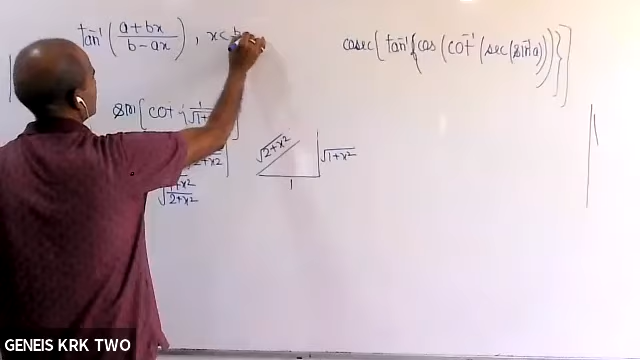 tan⁻¹ ( (a + bx) / (b − ax) ) , x < b
cosec [ tan⁻¹ { cos ( cot⁻¹ ( sec ( sin⁻¹ a ) ) ) } ]
sin [ cot⁻¹
√2+x²
√1+x²
1
√ (1+x²) / (2+x²)
GENEIS KRK TWO